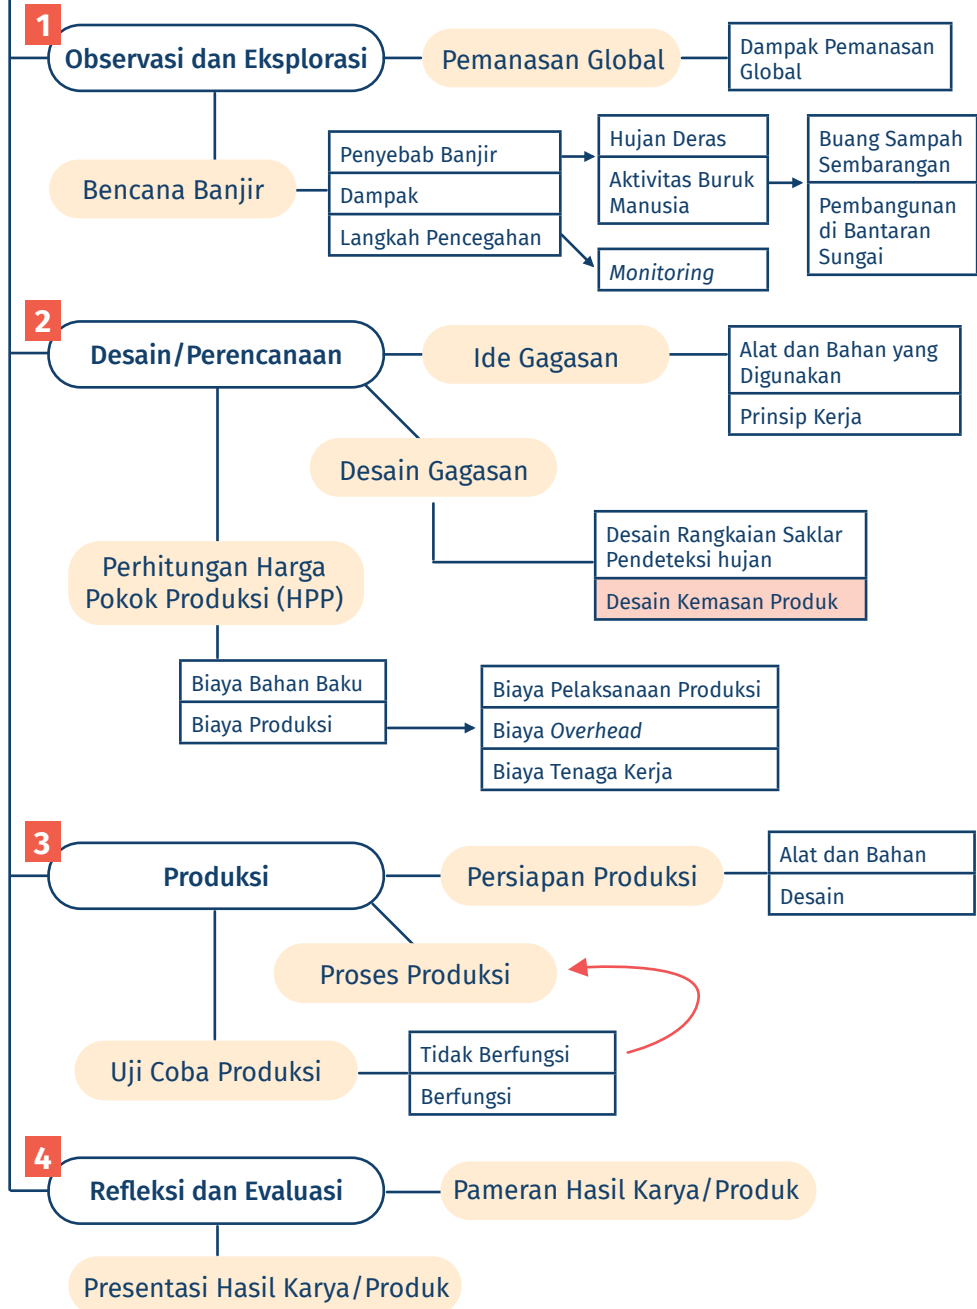 1
Observasi dan Eksplorasi
Pemanasan Global
Dampak Pemanasan
Global
Bencana Banjir
Penyebab Banjir
Dampak
Langkah Pencegahan
Hujan Deras
Aktivitas Buruk
Manusia
Monitoring
Buang Sampah
Sembarangan
Pembangunan
di Bantaran
Sungai
2
Desain/Perencanaan
Ide Gagasan
Alat dan Bahan yang
Digunakan
Prinsip Kerja
Desain Gagasan
Desain Rangkaian Saklar
Pendeteksi hujan
Desain Kemasan Produk
Perhitungan Harga
Pokok Produksi (HPP)
Biaya Bahan Baku
Biaya Produksi
Biaya Pelaksanaan Produksi
Biaya Overhead
Biaya Tenaga Kerja
3
Produksi
Persiapan Produksi
Alat dan Bahan
Desain
Proses Produksi
Uji Coba Produksi
Tidak Berfungsi
Berfungsi
4
Refleksi dan Evaluasi
Pameran Hasil Karya/Produk
Presentasi Hasil Karya/Produk